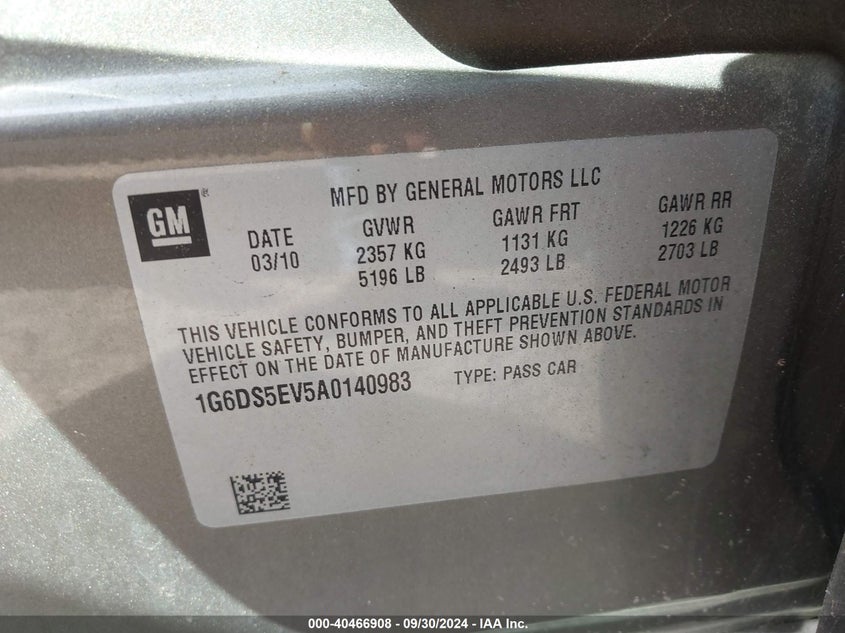 MFD BY GENERAL MOTORS LLC
GM®
DATE
03/10
GVWR
2357 KG
5196 LB
GAWR FRT
1131 KG
2493 LB
GAWR RR
1226 KG
2703 LB
THIS VEHICLE CONFORMS TO ALL APPLICABLE U.S. FEDERAL MOTOR
VEHICLE SAFETY, BUMPER, AND THEFT PREVENTION STANDARDS IN
EFFECT ON THE DATE OF MANUFACTURE SHOWN ABOVE.
1G6DS5EV5A0140983 TYPE: PASS CAR
000-40466908 - 09/30/2024 - IAA Inc.